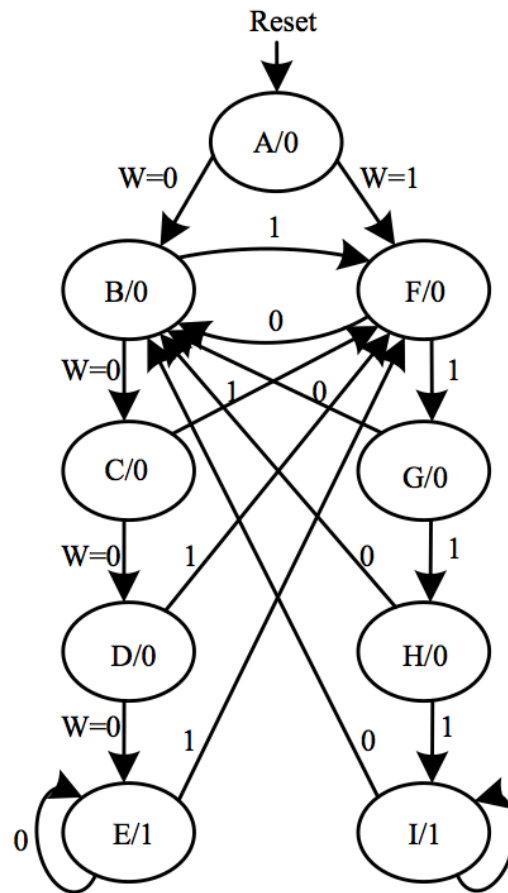 Reset
A/0
W=0 W=1
1
B/0 F/0
0
W=0 1 0 1
C/0 G/0
W=0 1 0 1
D/0 H/0
W=0 1 0 1
E/1 I/1
0